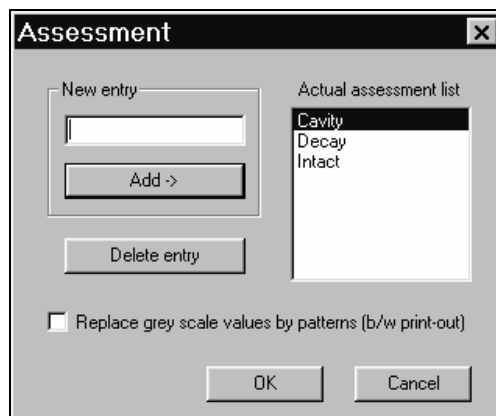 Assessment
New entry
Add ->
Delete entry
Actual assessment list
Cavity
Decay
Intact
Replace grey scale values by patterns (b/w print-out)
OK
Cancel